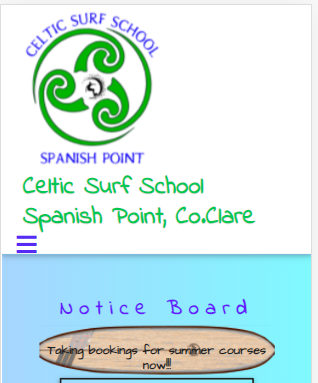 CELTIC SURF SCHOOL
SPANISH POINT
Celtic Surf School
Spanish Point, Co.Clare
Notice Board
Taking bookings for summer courses
now!!!